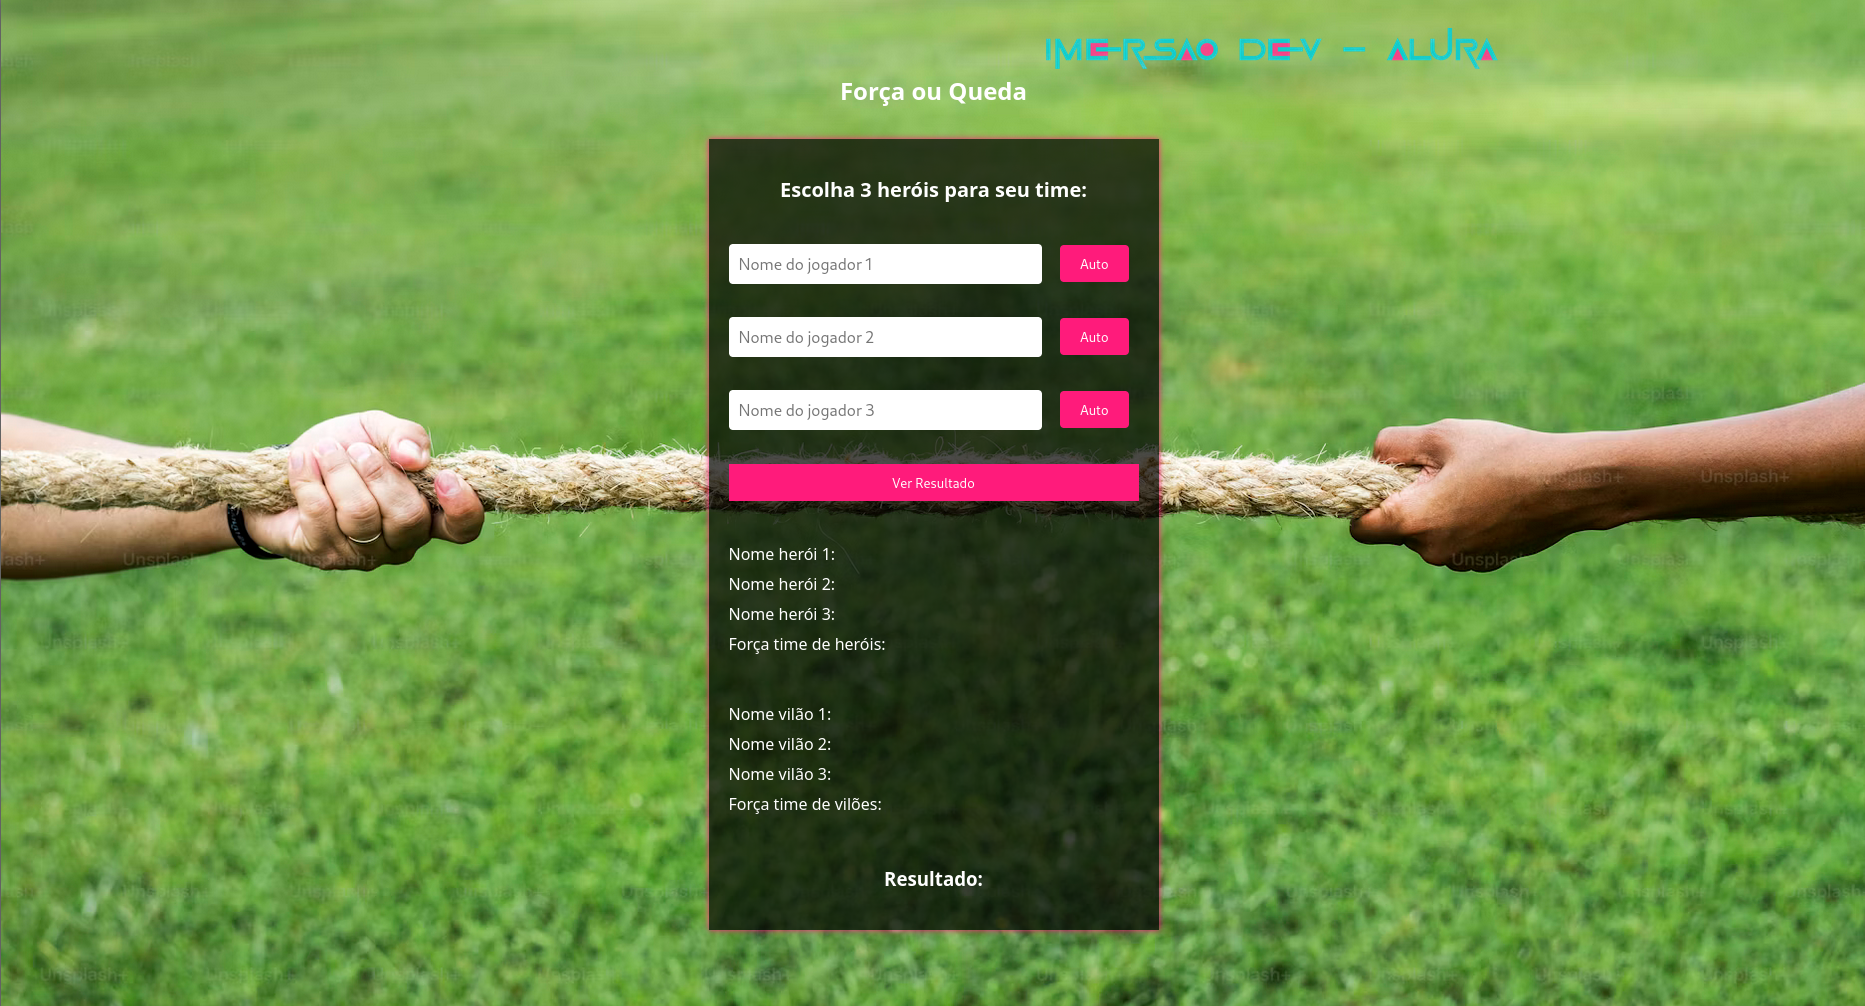 IMERSAO DEV - ALURA
Força ou Queda
Escolha 3 heróis para seu time:
Nome do jogador 1
Auto
Nome do jogador 2
Auto
Nome do jogador 3
Auto
Ver Resultado
Nome herói 1:
Nome herói 2:
Nome herói 3:
Força time de heróis:
Nome vilão 1:
Nome vilão 2:
Nome vilão 3:
Força time de vilões:
Resultado:
Unsplash+
Unsplash+